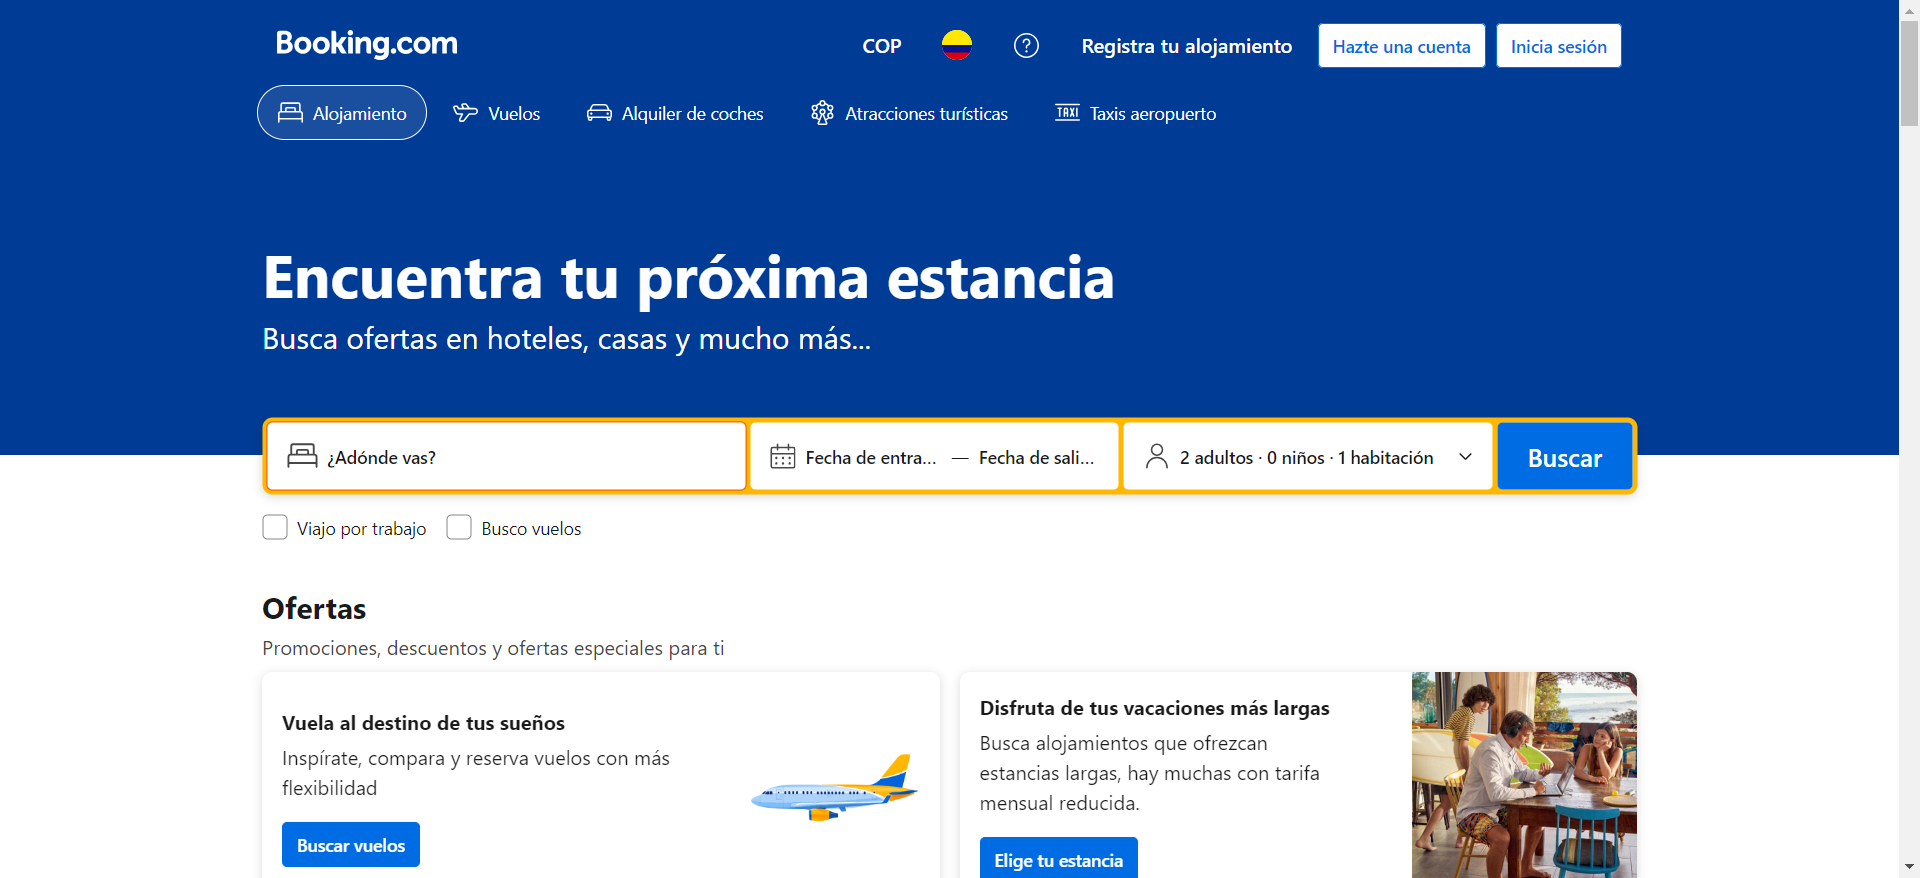 Booking.com
COP
Registra tu alojamiento
Hazte una cuenta
Inicia sesión
Alojamiento
Vuelos
Alquiler de coches
Atracciones turísticas
TAXI
Taxis aeropuerto
Encuentra tu próxima estancia
Busca ofertas en hoteles, casas y mucho más...
¿Adónde vas?
Fecha de entra... — Fecha de sali...
2 adultos · 0 niños · 1 habitación
Buscar
Viajo por trabajo
Busco vuelos
Ofertas
Promociones, descuentos y ofertas especiales para ti
Vuela al destino de tus sueños
Inspírate, compara y reserva vuelos con más
flexibilidad
Buscar vuelos
Disfruta de tus vacaciones más largas
Busca alojamientos que ofrezcan
estancias largas, hay muchas con tarifa
mensual reducida.
Elige tu estancia